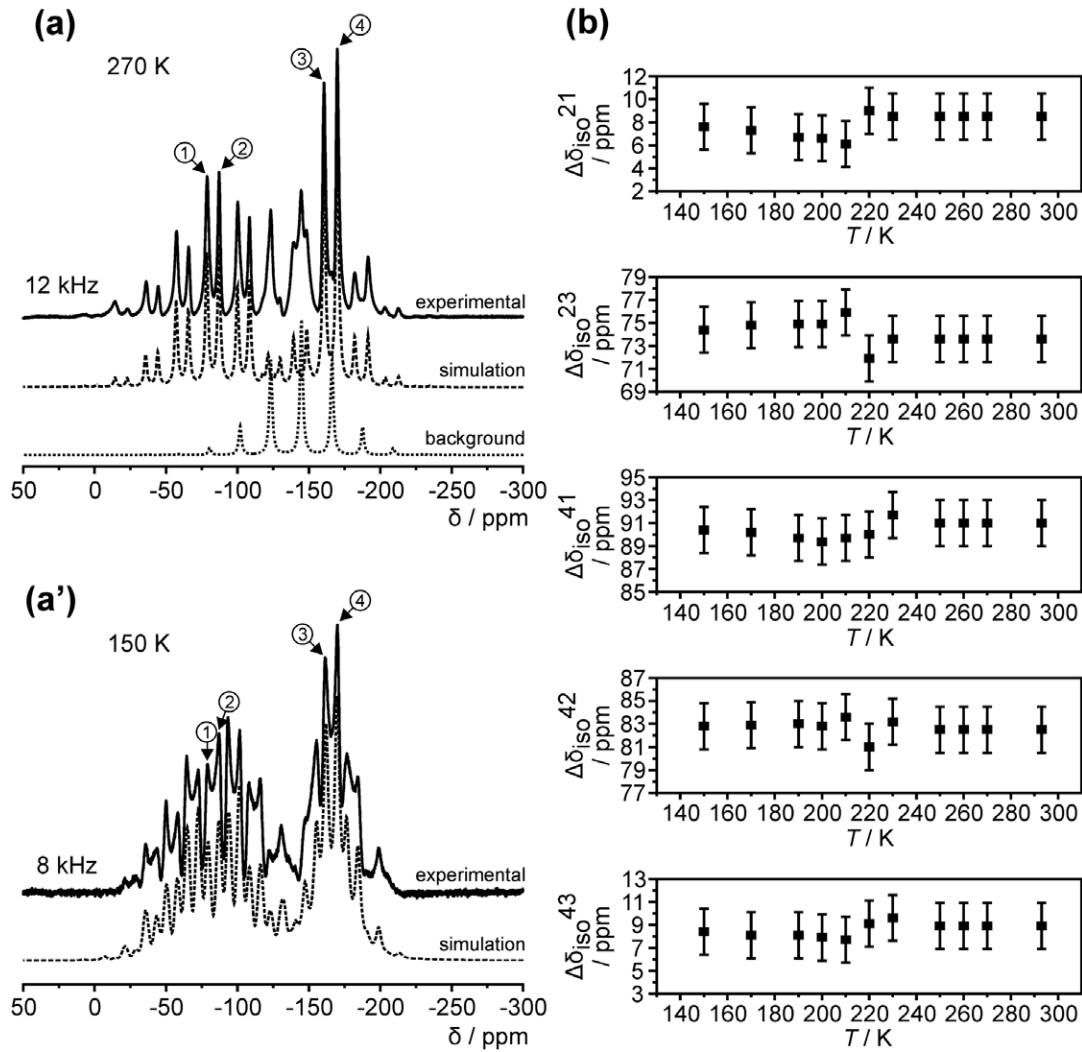 (a)
270 K
① ② ③ ④
12 kHz
experimental
simulation
background
50 0 -50 -100 -150 -200 -250 -300
δ / ppm
(a')
150 K
① ② ③ ④
8 kHz
experimental
simulation
50 0 -50 -100 -150 -200 -250 -300
δ / ppm
(b)
Δδiso21 / ppm
12
10
8
6
4
2
140 160 180 200 220 240 260 280 300
T / K
Δδiso23 / ppm
79
77
75
73
71
69
140 160 180 200 220 240 260 280 300
T / K
Δδiso41 / ppm
95
93
91
89
87
85
140 160 180 200 220 240 260 280 300
T / K
Δδiso42 / ppm
87
85
83
81
79
77
140 160 180 200 220 240 260 280 300
T / K
Δδiso43 / ppm
13
11
9
7
5
3
140 160 180 200 220 240 260 280 300
T / K